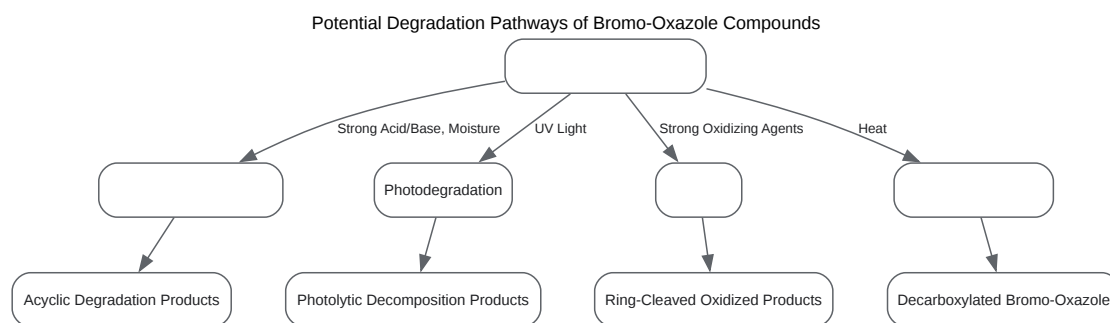 Potential Degradation Pathways of Bromo-Oxazole Compounds
Strong Acid/Base, Moisture
UV Light
Strong Oxidizing Agents
Heat
Photodegradation
Acyclic Degradation Products
Photolytic Decomposition Products
Ring-Cleaved Oxidized Products
Decarboxylated Bromo-Oxazole